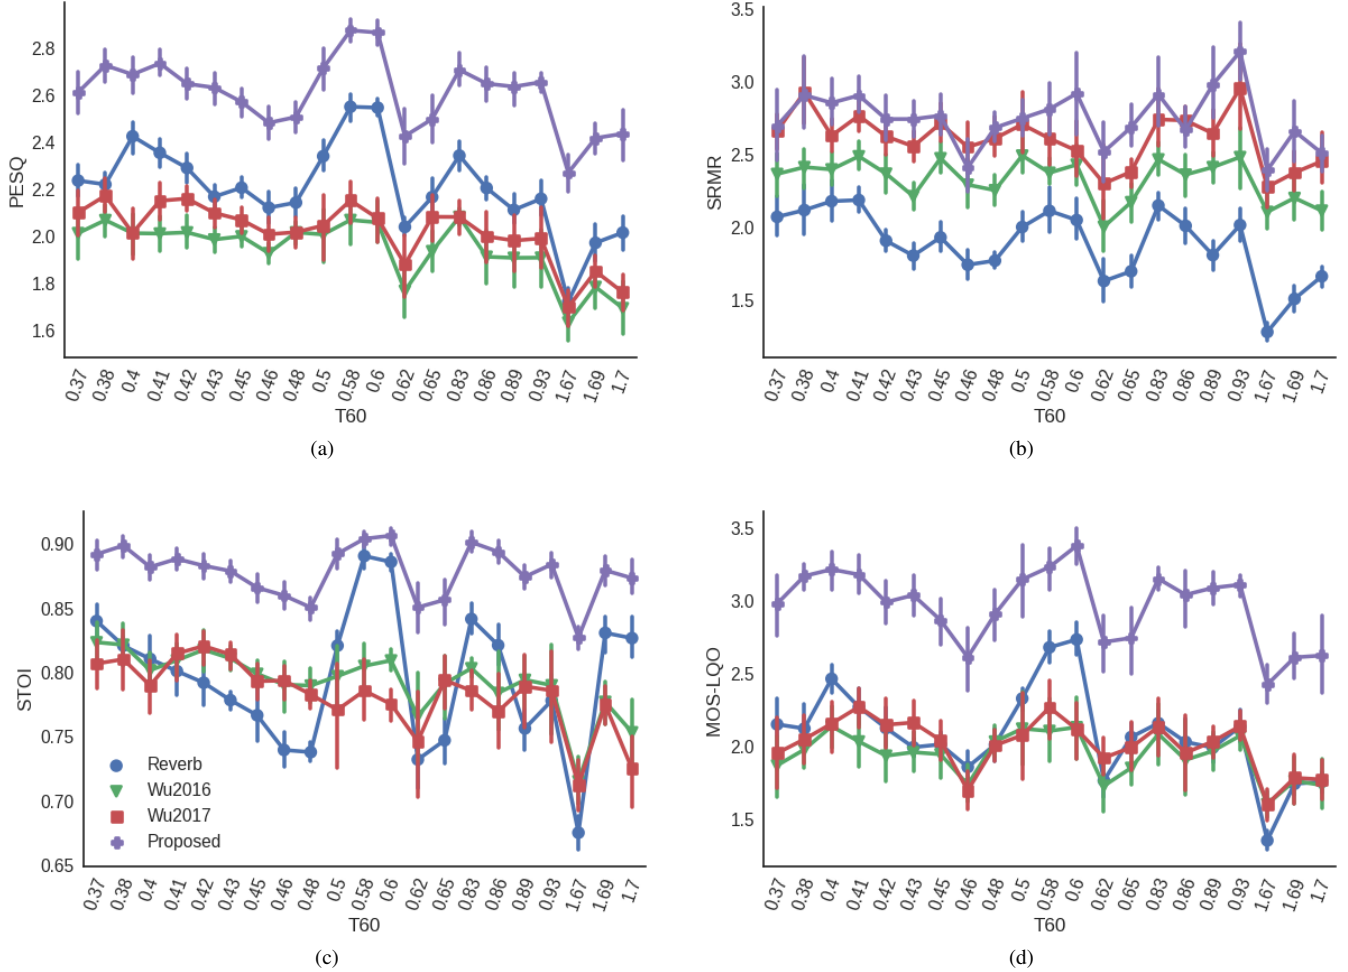 PESQ
2.8
2.6
2.4
2.2
2.0
1.8
1.6
0.37 0.38 0.4 0.41 0.42 0.43 0.45 0.46 0.48 0.5 0.58 0.6 0.62 0.65 0.83 0.86 0.89 0.93 1.67 1.69 1.7
T60
(a)
SRMR
3.5
3.0
2.5
2.0
1.5
0.37 0.38 0.4 0.41 0.42 0.43 0.45 0.46 0.48 0.5 0.58 0.6 0.62 0.65 0.83 0.86 0.89 0.93 1.67 1.69 1.7
T60
(b)
STOI
0.90
0.85
0.80
0.75
0.70
0.65
Reverb
Wu2016
Wu2017
Proposed
0.37 0.38 0.4 0.41 0.42 0.43 0.45 0.46 0.48 0.5 0.58 0.6 0.62 0.65 0.83 0.86 0.89 0.93 1.67 1.69 1.7
T60
(c)
MOS-LQO
3.5
3.0
2.5
2.0
1.5
0.37 0.38 0.4 0.41 0.42 0.43 0.45 0.46 0.48 0.5 0.58 0.6 0.62 0.65 0.83 0.86 0.89 0.93 1.67 1.69 1.7
T60
(d)